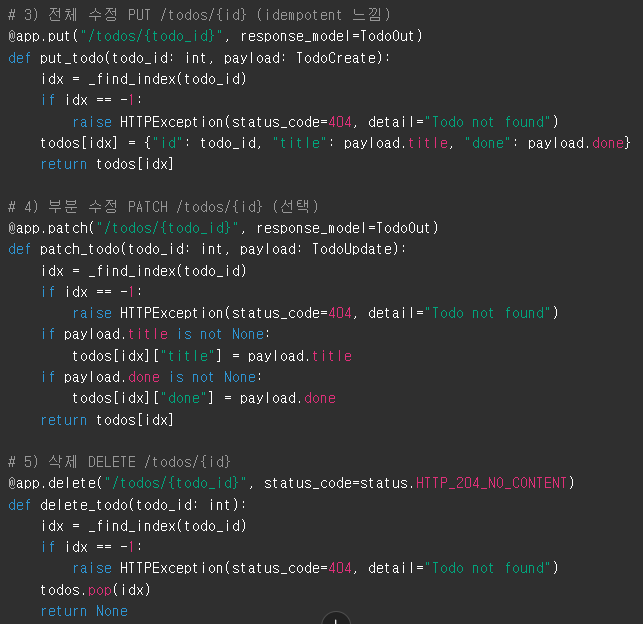 # 3) 전체 수정 PUT /todos/{id} (idempotent 느낌)
@app.put("/todos/{todo_id}", response_model=TodoOut)
def put_todo(todo_id: int, payload: TodoCreate):
    idx = _find_index(todo_id)
    if idx == -1:
        raise HTTPException(status_code=404, detail="Todo not found")
    todos[idx] = {"id": todo_id, "title": payload.title, "done": payload.done}
    return todos[idx]

# 4) 부분 수정 PATCH /todos/{id} (선택)
@app.patch("/todos/{todo_id}", response_model=TodoOut)
def patch_todo(todo_id: int, payload: TodoUpdate):
    idx = _find_index(todo_id)
    if idx == -1:
        raise HTTPException(status_code=404, detail="Todo not found")
    if payload.title is not None:
        todos[idx]["title"] = payload.title
    if payload.done is not None:
        todos[idx]["done"] = payload.done
    return todos[idx]

# 5) 삭제 DELETE /todos/{id}
@app.delete("/todos/{todo_id}", status_code=status.HTTP_204_NO_CONTENT)
def delete_todo(todo_id: int):
    idx = _find_index(todo_id)
    if idx == -1:
        raise HTTPException(status_code=404, detail="Todo not found")
    todos.pop(idx)
    return None